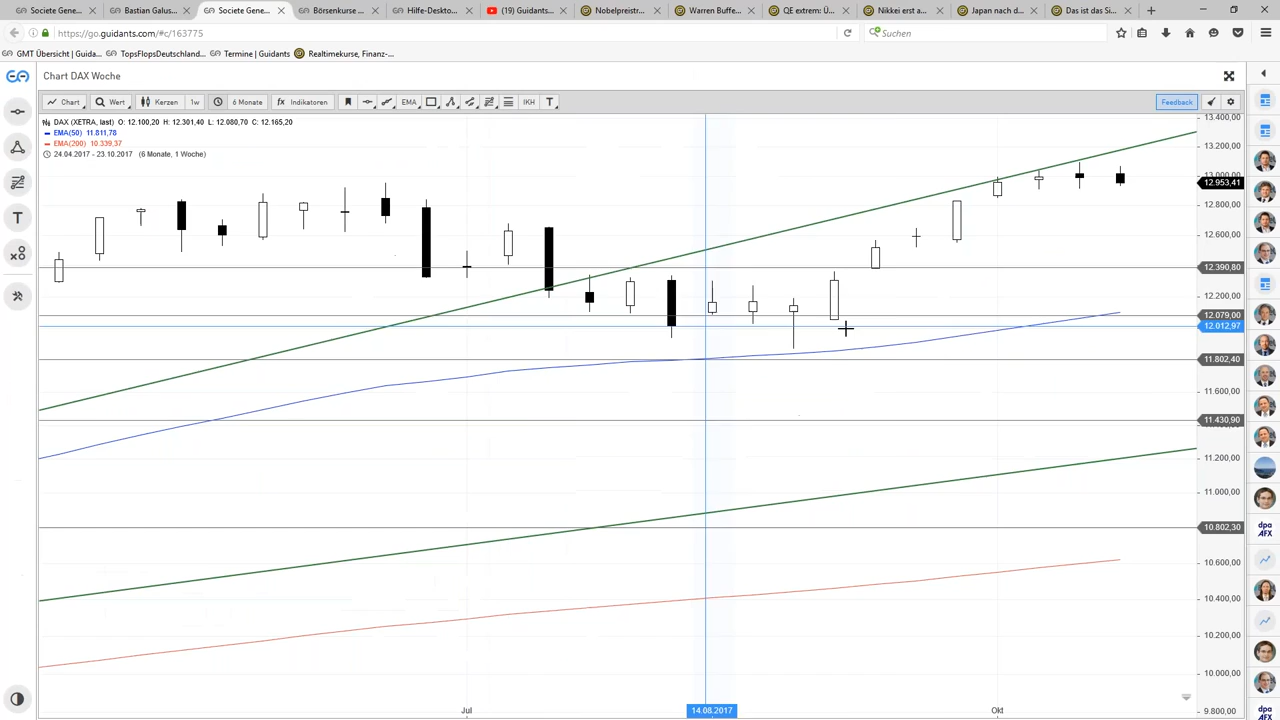 Societe Gene...
Bastian Galus...
Societe Gene...
Börsenkurse ...
Hilfe-Deskto...
(19) Guidants...
Nobelpreistr...
Warren Buffe...
QE extrem: Ü...
Nikkei erst a...
Japan nach d...
Das ist das Si...
https://go.guidants.com/#c/163775
Suchen
GMT Übersicht | Guida...
TopsFlopsDeutschland...
Termine | Guidants
Realtimekurse, Finanz-...
Chart DAX Woche
Chart
Wert
Kerzen
1w
6 Monate
fx Indikatoren
EMA
IKH
T
Feedback
DAX (XETRA, last) O: 12.100,20 H: 12.301,40 L: 12.080,70 C: 12.165,20
EMA(50) 11.811,78
EMA(200) 10.339,37
24.04.2017 - 23.10.2017 (6 Monate, 1 Woche)
13.400,00
13.200,00
13.000,00
12.953,41
12.800,00
12.600,00
12.390,80
12.200,00
12.079,00
12.012,97
11.802,40
11.600,00
11.430,90
11.200,00
11.000,00
10.802,30
10.600,00
10.400,00
10.200,00
10.000,00
9.800,00
Jul
14.08.2017
Okt
T
dpa
AFX
dpa
AFX